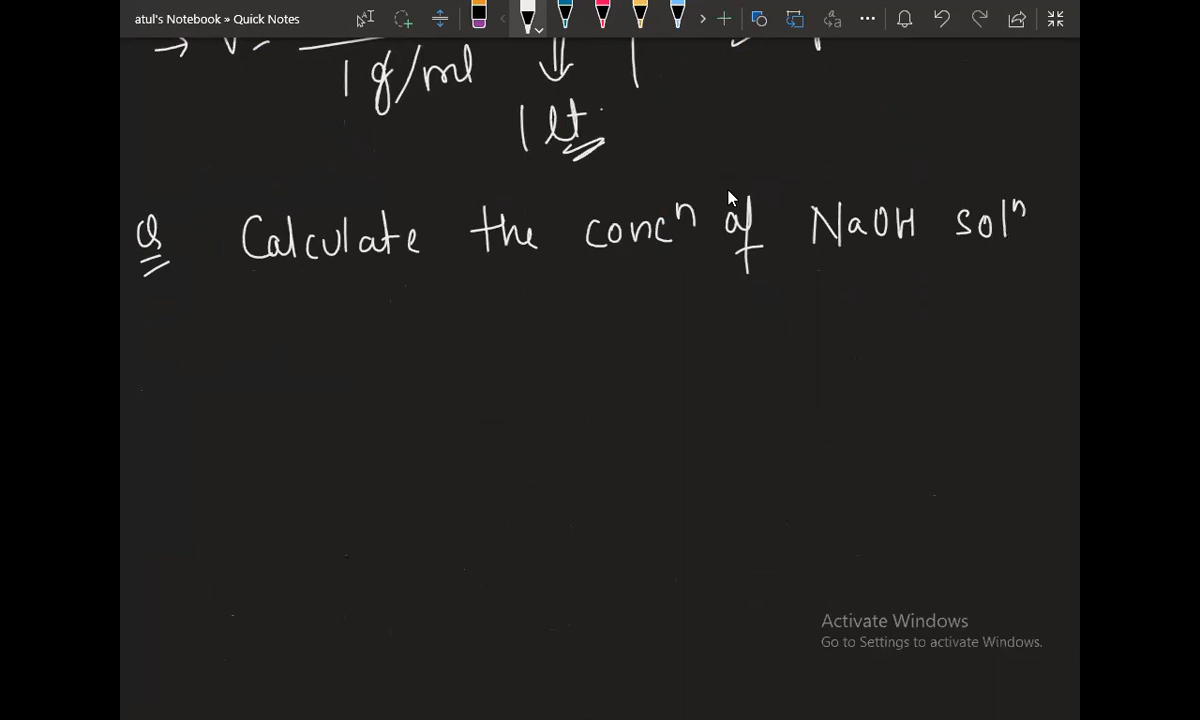 atul's Notebook » Quick Notes
1 g/ml
1 lt.
Q Calculate the concⁿ of NaOH solⁿ
Activate Windows
Go to Settings to activate Windows.